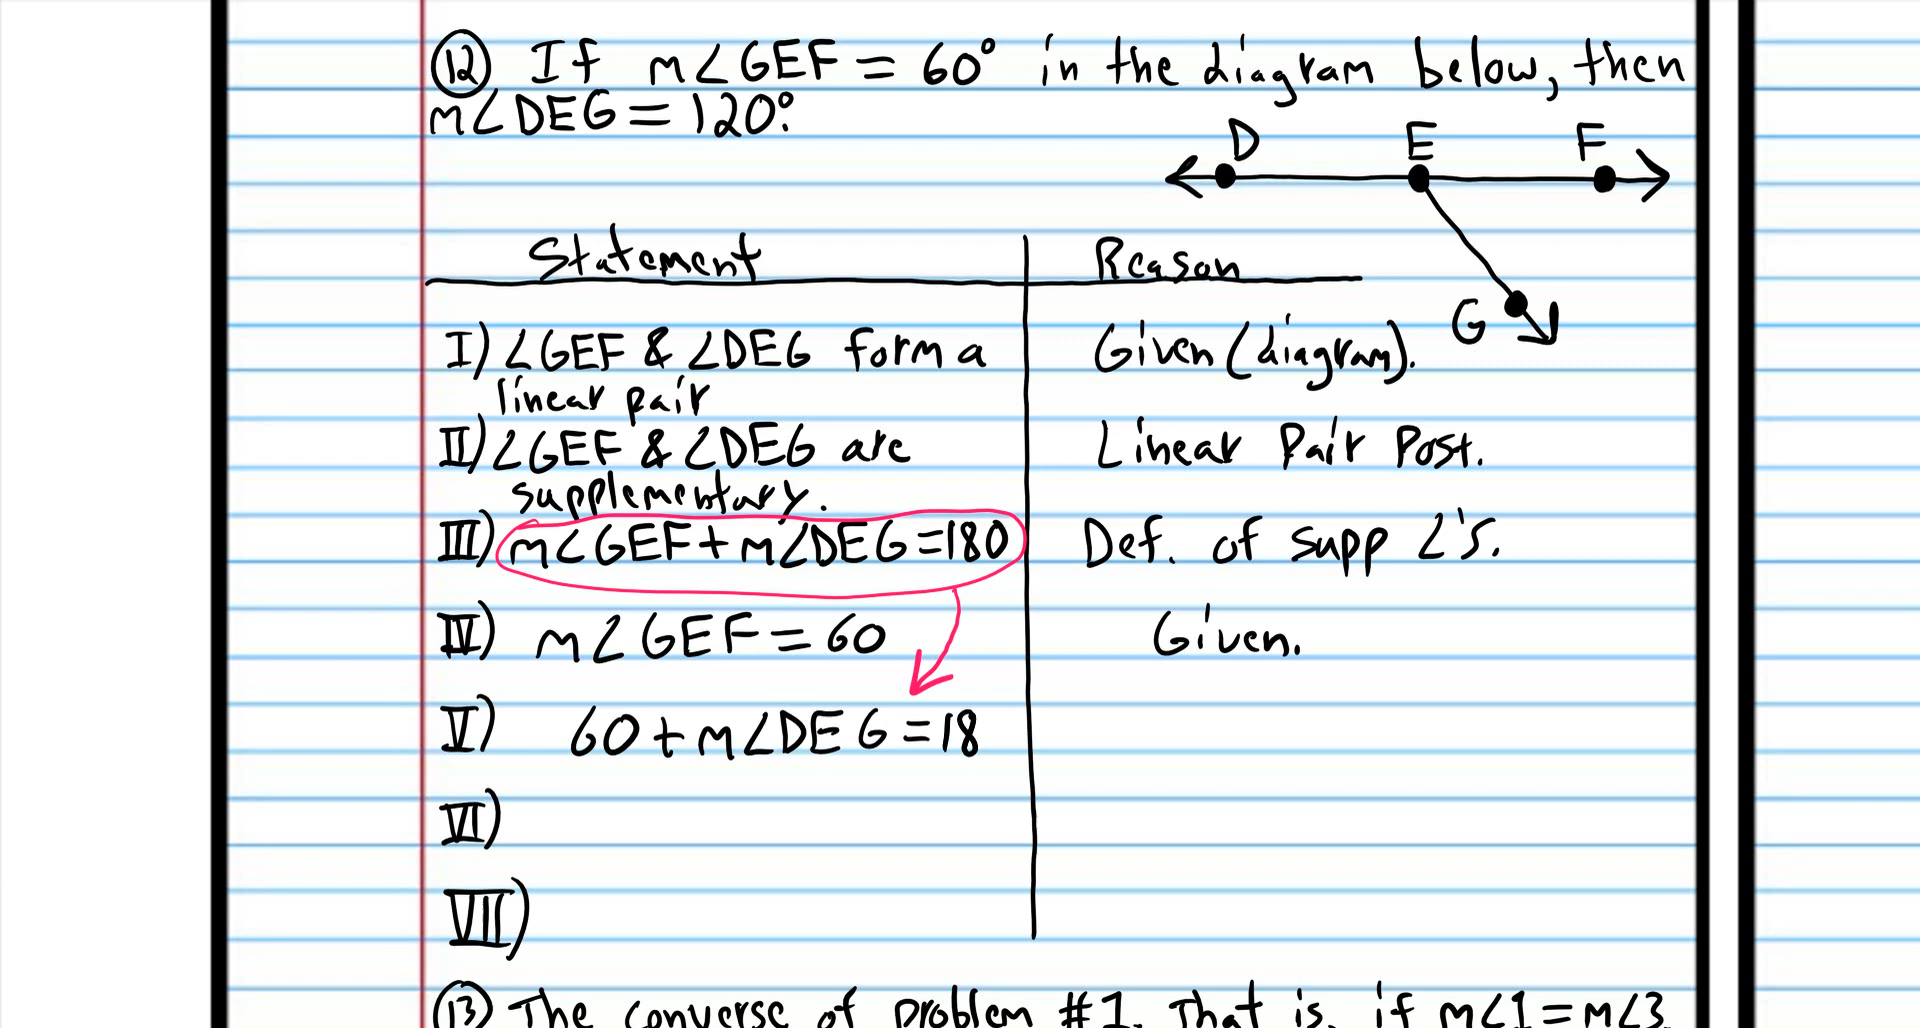 12 If m∠GEF = 60° in the diagram below, then
m∠DEG = 120°.
D E F
G
Statement Reason
I) ∠GEF & ∠DEG form a Given (diagram).
linear pair
II) ∠GEF & ∠DEG are Linear Pair Post.
supplementary.
III) m∠GEF + m∠DEG = 180 Def. of supp ∠'s.
IV) m∠GEF = 60 Given.
V) 60 + m∠DEG = 18
VI)
VII)
13 The converse of problem #1. That is, if m∠1 = m∠3,